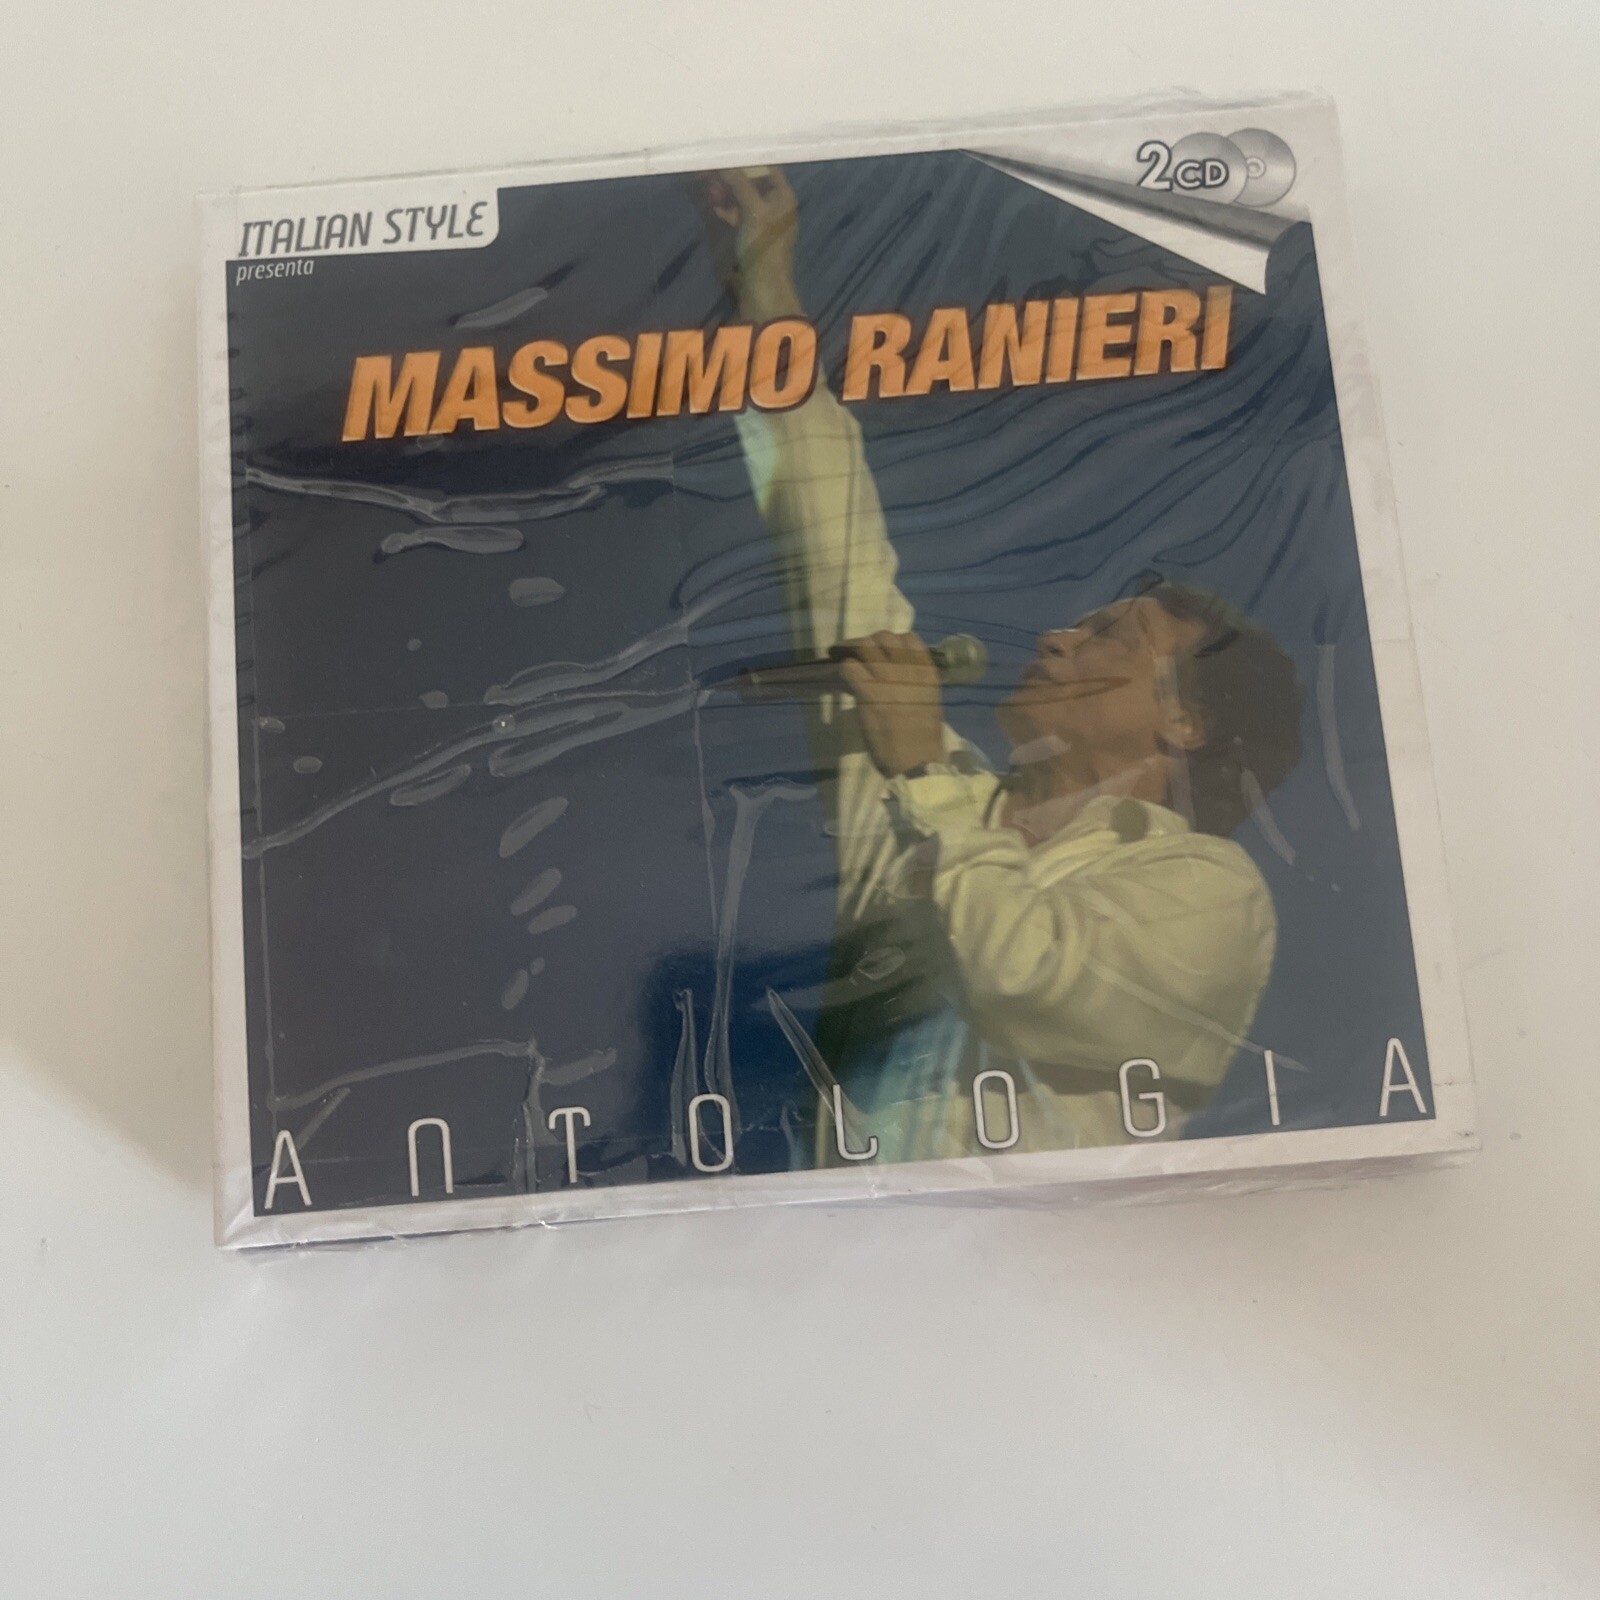 ITALIAN STYLE
presenta
2CD
MASSIMO RANIERI
ANTOLOGIA